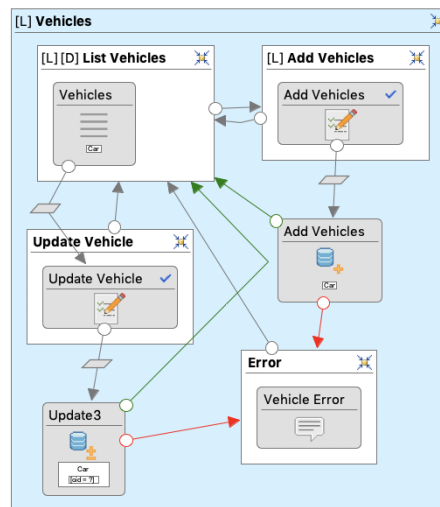 [L] Vehicles
[L] [D] List Vehicles
[L] Add Vehicles
Vehicles
Car
Add Vehicles
Add Vehicles
Car
Update Vehicle
Update Vehicle
Error
Vehicle Error
Update3
Car
[oid = ?]